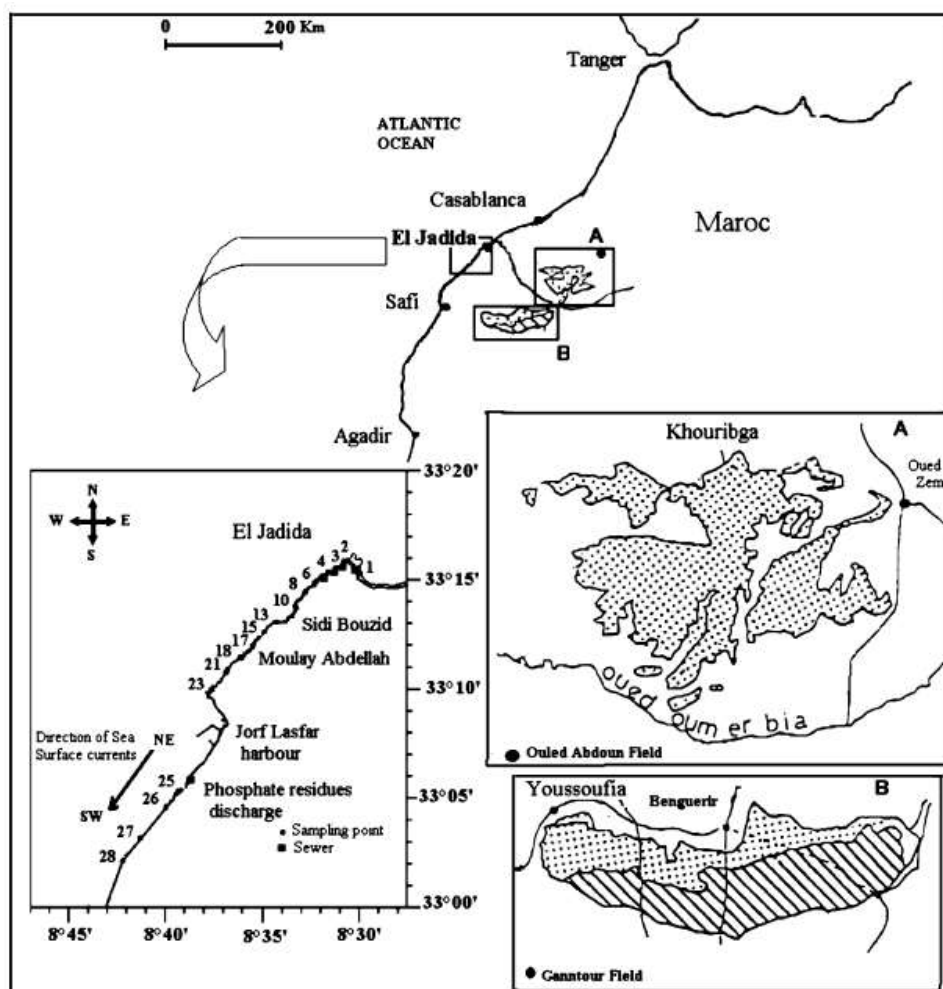 0 200 Km
Tanger
ATLANTIC
OCEAN
Casablanca
Maroc
El Jadida
A
Safi
B
Agadir
33°20'
N
W E
S
El Jadida
1
2
3
4
6
8
10
13
15
17
18
21
23
33°15'
Sidi Bouzid
Moulay Abdellah
33°10'
Jorf Lasfar
harbour
Direction of Sea
Surface currents
NE
SW
25
26
27
28
Phosphate residues
discharge
33°05'
Sampling point
Sewer
33°00'
8°45' 8°40' 8°35' 8°30'
Khouribga
A
Oued
Zem
oued oum er bia
Ouled Abdoun Field
Youssoufia
Benguerir
B
Ganntour Field